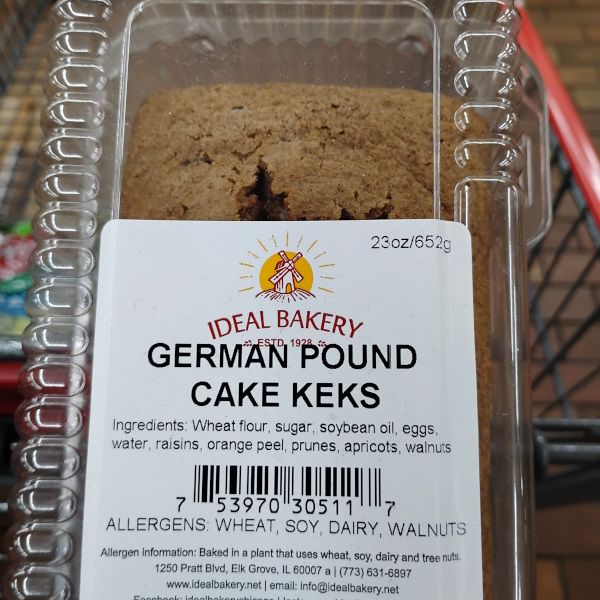 23oz/652g
IDEAL BAKERY
ESTD. 1928
GERMAN POUND
CAKE KEKS
Ingredients: Wheat flour, sugar, soybean oil, eggs,
water, raisins, orange peel, prunes, apricots, walnuts
7 53970 30511 7
ALLERGENS: WHEAT, SOY, DAIRY, WALNUTS
Allergen Information: Baked in a plant that uses wheat, soy, dairy and tree nuts.
1250 Pratt Blvd, Elk Grove, IL 60007 a | (773) 631-6897
www.idealbakery.net | email: info@idealbakery.net